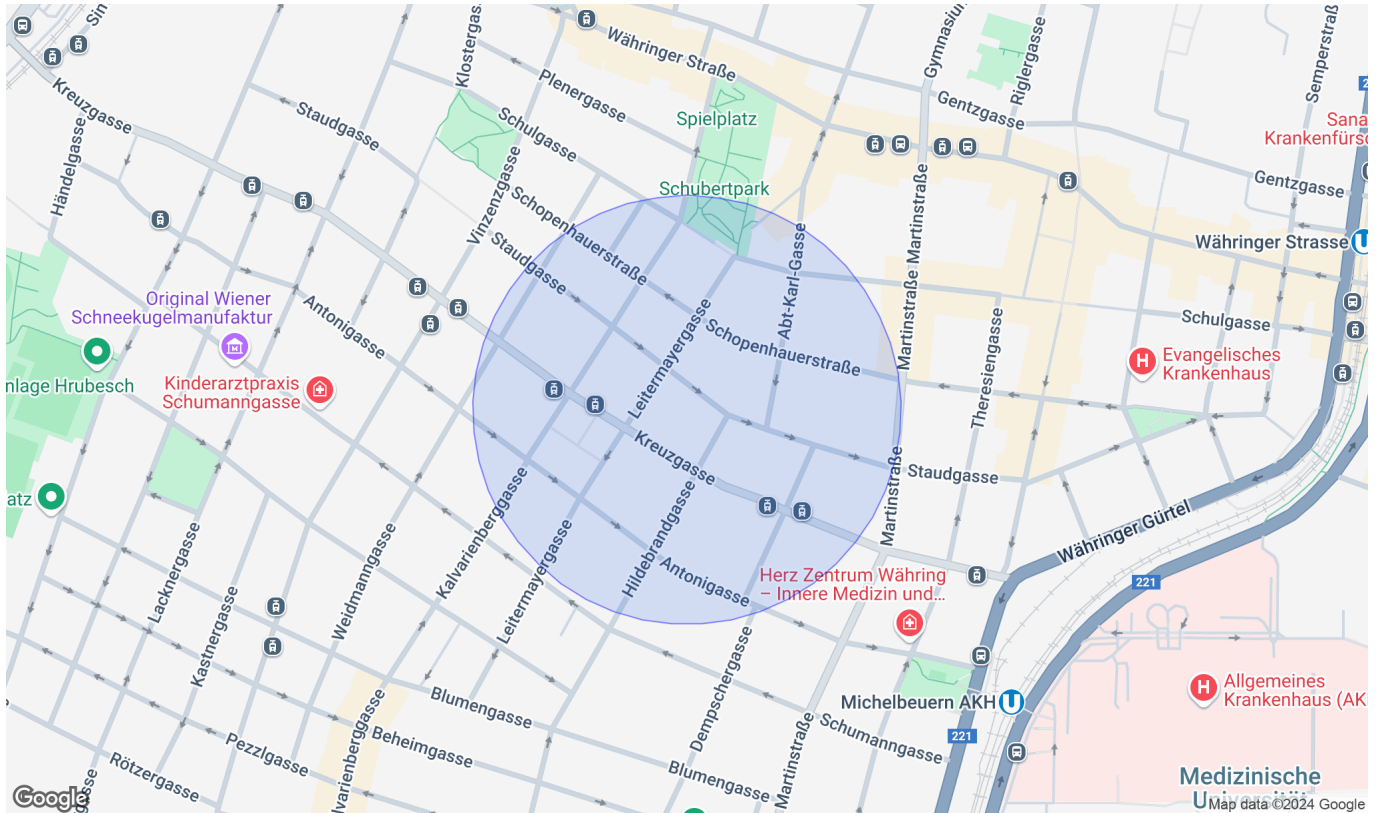 Währinger Straße
Klostergasse
Plenergasse
Gymnasium
Riglergasse
Kreuzgasse
Staudgasse
Schulgasse
Spielplatz
Gentzgasse
Krankenfürso
Gentzgasse
Händelgasse
Vinzenzgasse
Schopenhauerstraße
Schubertpark
Martinstraße
Martinstraße
Währinger Strasse
U
Staudgasse
Abt-Karl-Gasse
Original Wiener
Schneekugelmanufaktur
M
Antonigasse
Leitermayergasse
Schopenhauerstraße
Theresiengasse
Schulgasse
H
Evangelisches
Krankenhaus
nlage Hrubesch
Kinderarztpraxis
Schumanngasse
Kreuzgasse
Staudgasse
Martinstraße
Währinger Gürtel
221
Lacknergasse
Kastnergasse
Weidmanngasse
Kalvarienberggasse
Leitermayergasse
Hildebrandgasse
Antonigasse
Herz Zentrum Währing
– Innere Medizin und...
H
Allgemeines
Krankenhaus (AK
Michelbeuern AKH
U
221
Blumengasse
Beheimgasse
Pezzlgasse
Rötzergasse
lvarienberggasse
Dempschergasse
Martinstraße
Schumanngasse
Blumengasse
Medizinische
Google
Map data ©2024 Google